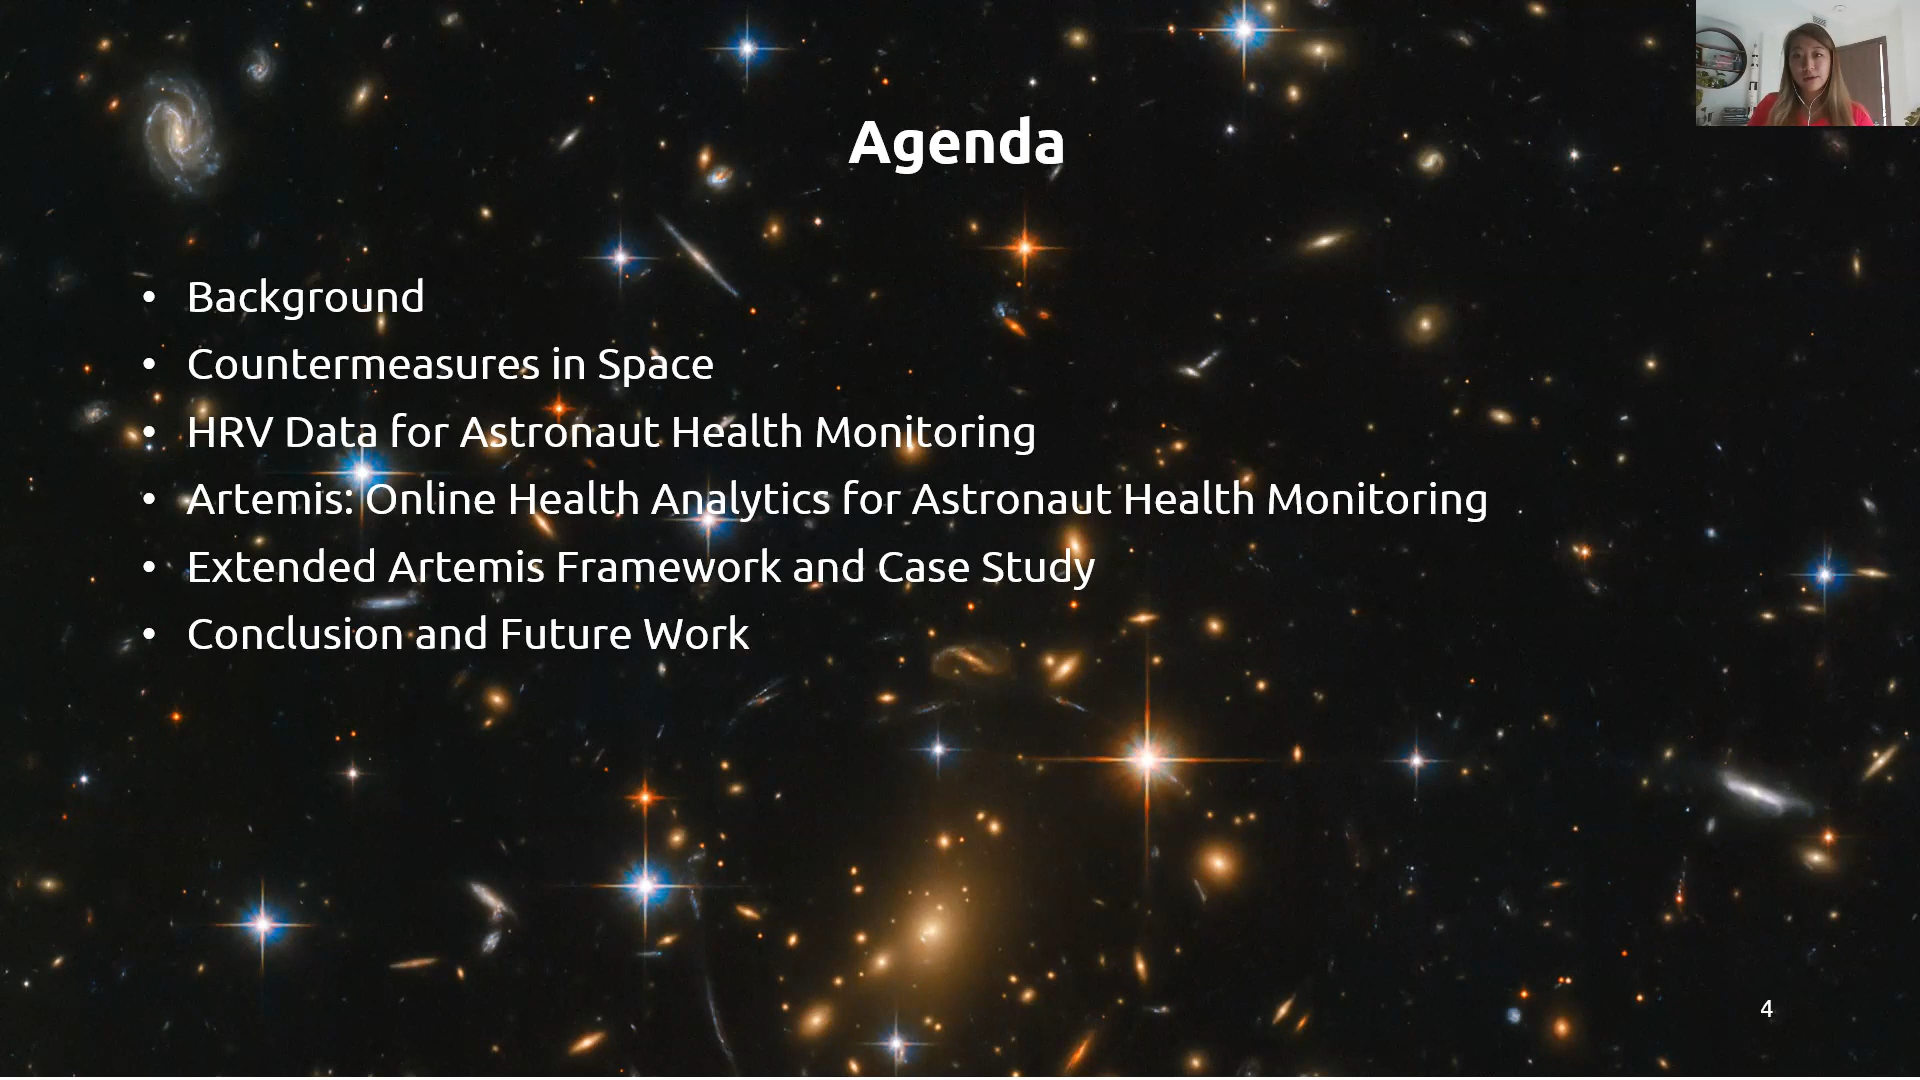 Agenda
• Background
• Countermeasures in Space
• HRV Data for Astronaut Health Monitoring
• Artemis: Online Health Analytics for Astronaut Health Monitoring
• Extended Artemis Framework and Case Study
• Conclusion and Future Work
4